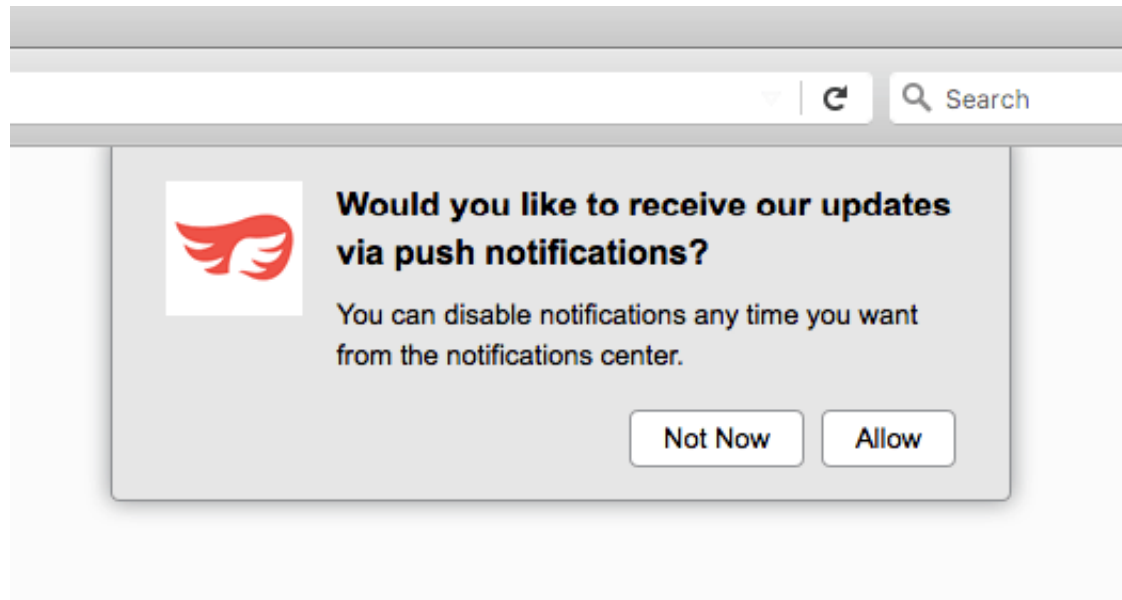 Search
Would you like to receive our updates
via push notifications?
You can disable notifications any time you want
from the notifications center.
Not Now
Allow